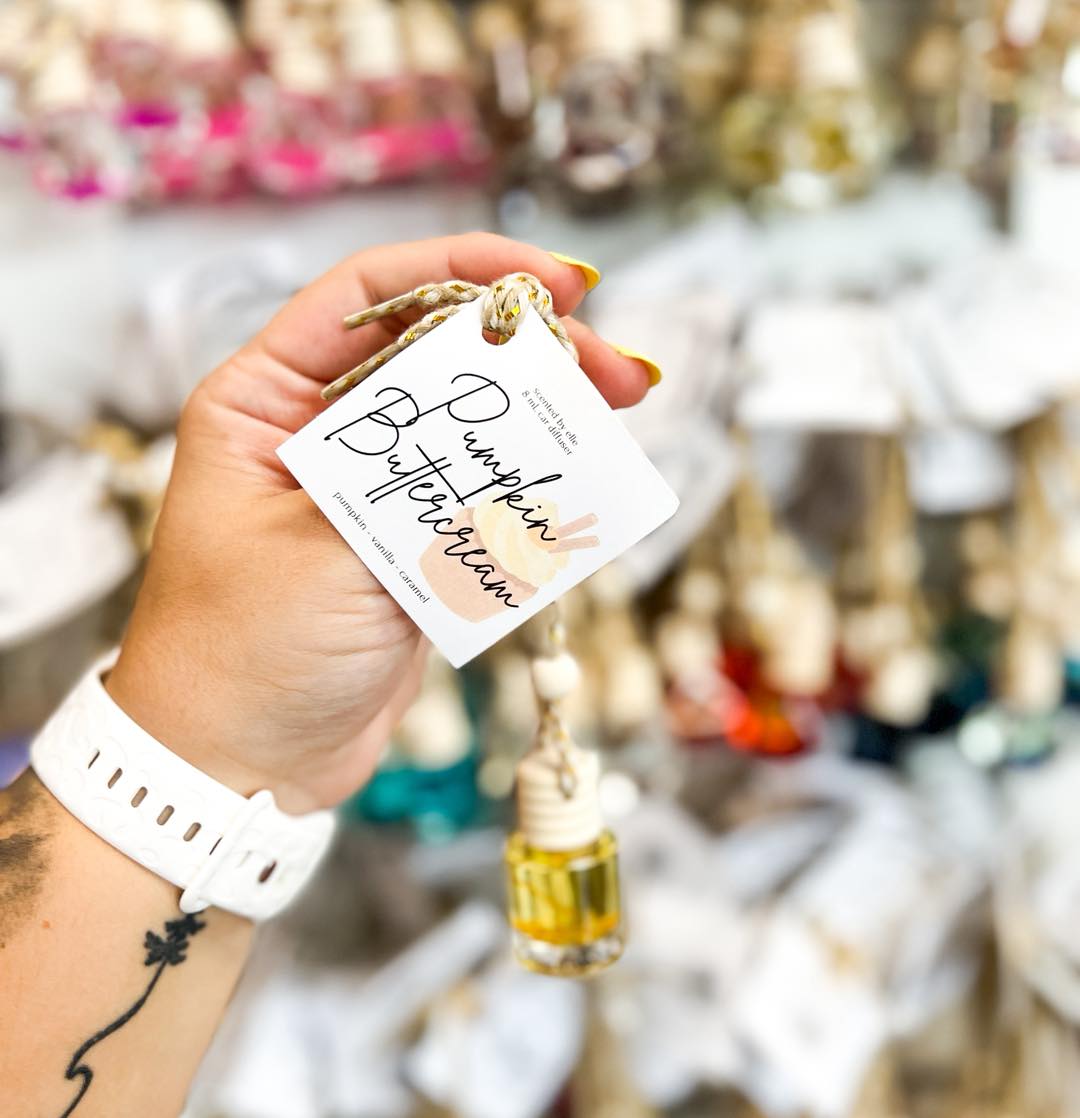 scented by elle
8 mL car diffuser
Pumpkin
Buttercream
pumpkin - vanilla - caramel